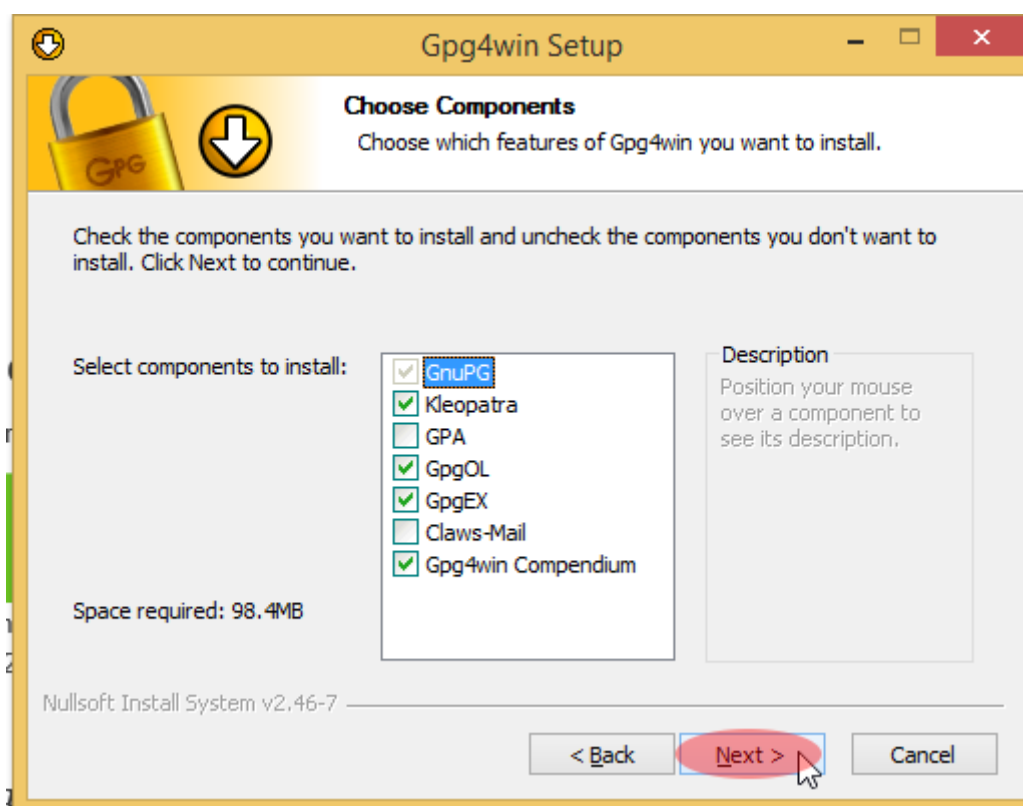 Gpg4win Setup
GPG
Choose Components
Choose which features of Gpg4win you want to install.
Check the components you want to install and uncheck the components you don't want to
install. Click Next to continue.
Select components to install:
GnuPG
Kleopatra
GPA
GpgOL
GpgEX
Claws-Mail
Gpg4win Compendium
Description
Position your mouse
over a component to
see its description.
Space required: 98.4MB
Nullsoft Install System v2.46-7
< Back
Next >
Cancel